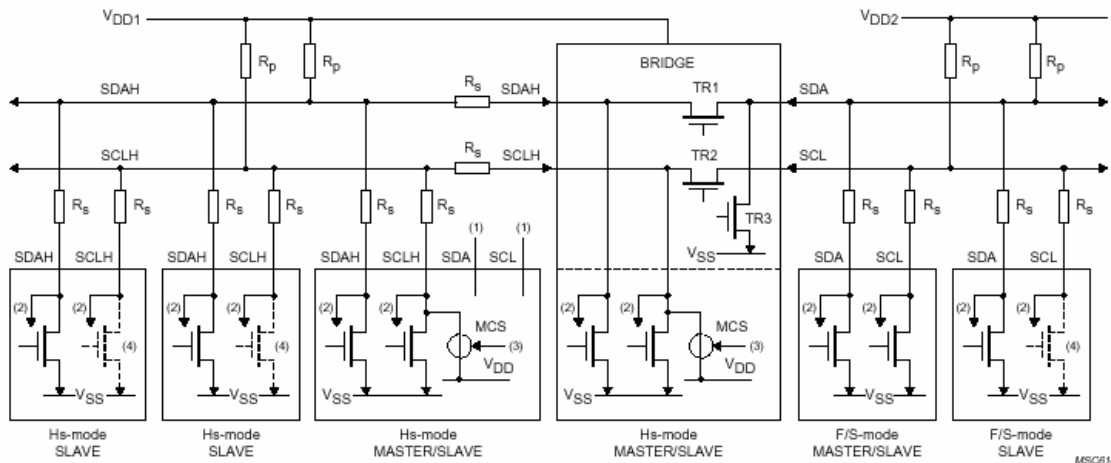 VDD1
VDD2
BRIDGE
Rp Rp
Rp Rp
SDAH
Rs
SDAH
TR1
SDA
SCLH
Rs
SCLH
TR2
SCL
Rs Rs Rs Rs Rs Rs
Rs Rs Rs Rs
(1) (1)
TR3
VSS
SDAH SCLH SDAH SCLH SDAH SCLH SDA SCL SDA SCL SDA SCL
(2) (2) (2) (2) (2) (2) (2) (2) (2) (2) (2) (2)
(4) (4) MCS (3) MCS (3) (4)
VDD VDD
VSS VSS VSS VSS VSS VSS
Hs-mode
SLAVE
Hs-mode
SLAVE
Hs-mode
MASTER/SLAVE
Hs-mode
MASTER/SLAVE
F/S-mode
MASTER/SLAVE
F/S-mode
SLAVE